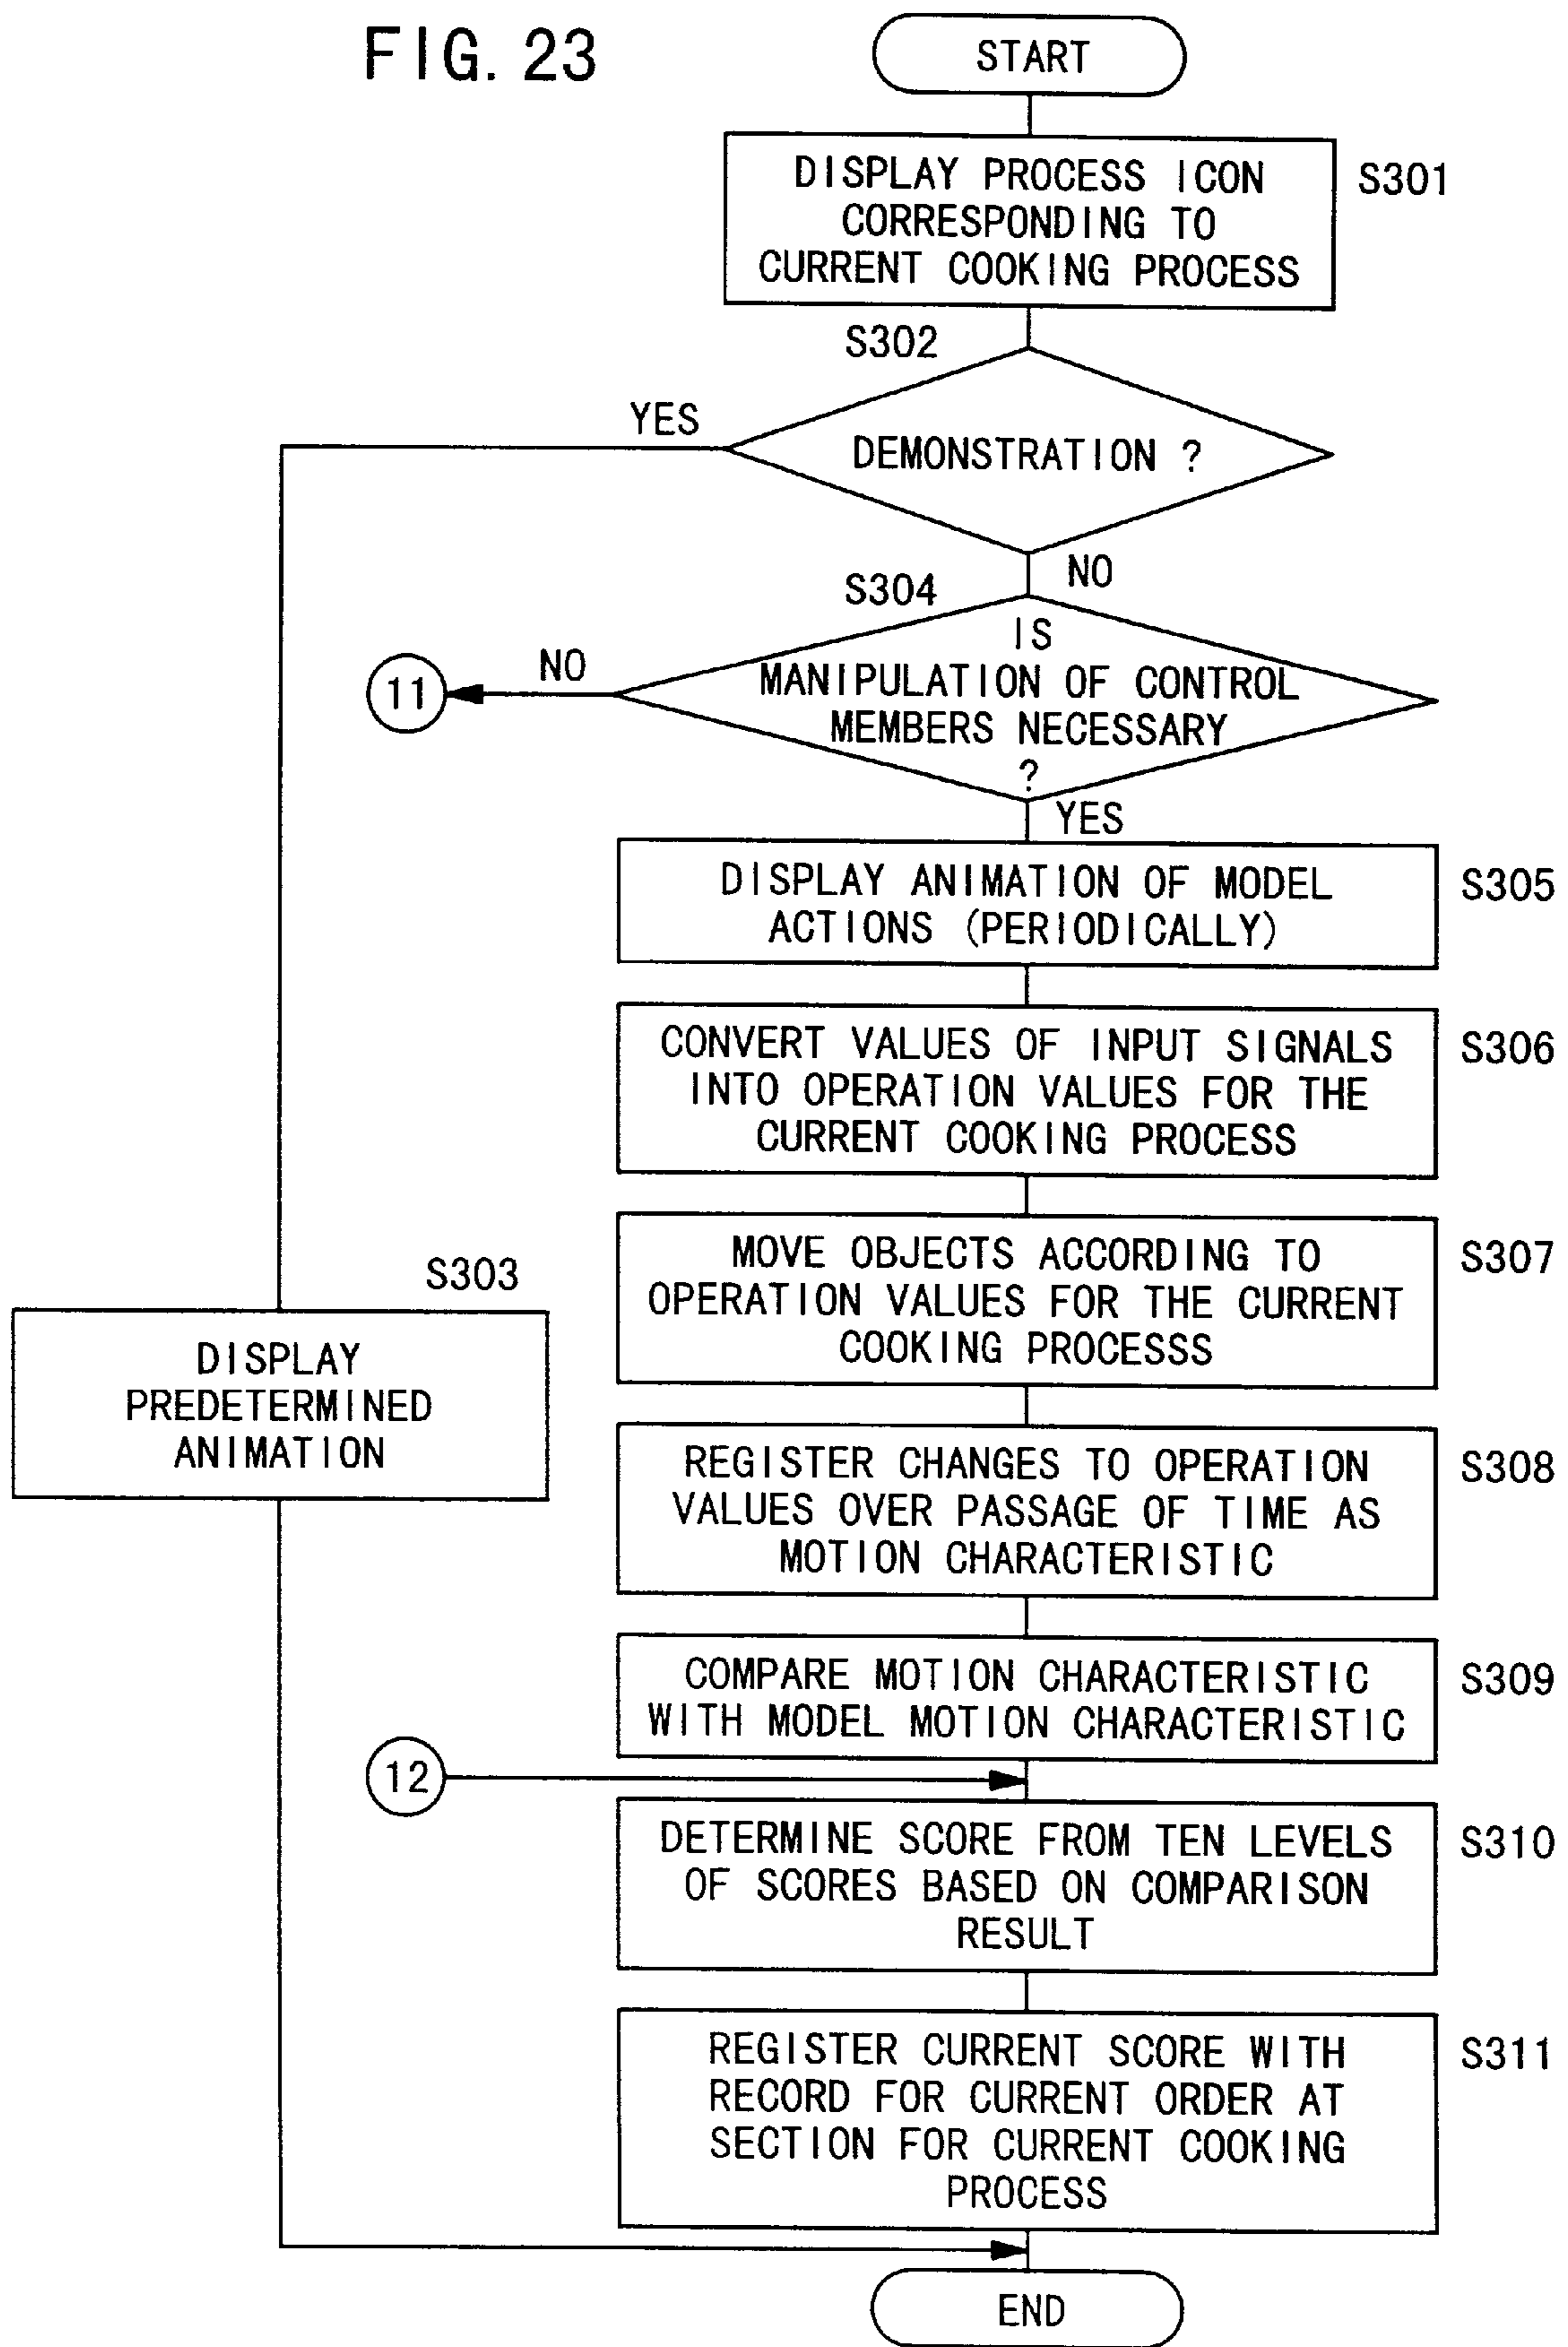 FIG. 23
START
DISPLAY PROCESS ICON
CORRESPONDING TO
CURRENT COOKING PROCESS
S301
S302
YES
DEMONSTRATION ?
NO
S304
IS
MANIPULATION OF CONTROL
MEMBERS NECESSARY
?
NO
11
YES
DISPLAY ANIMATION OF MODEL
ACTIONS (PERIODICALLY)
S305
CONVERT VALUES OF INPUT SIGNALS
INTO OPERATION VALUES FOR THE
CURRENT COOKING PROCESS
S306
MOVE OBJECTS ACCORDING TO
OPERATION VALUES FOR THE CURRENT
COOKING PROCESSS
S307
S303
DISPLAY
PREDETERMINED
ANIMATION
REGISTER CHANGES TO OPERATION
VALUES OVER PASSAGE OF TIME AS
MOTION CHARACTERISTIC
S308
COMPARE MOTION CHARACTERISTIC
WITH MODEL MOTION CHARACTERISTIC
S309
12
DETERMINE SCORE FROM TEN LEVELS
OF SCORES BASED ON COMPARISON
RESULT
S310
REGISTER CURRENT SCORE WITH
RECORD FOR CURRENT ORDER AT
SECTION FOR CURRENT COOKING
PROCESS
S311
END